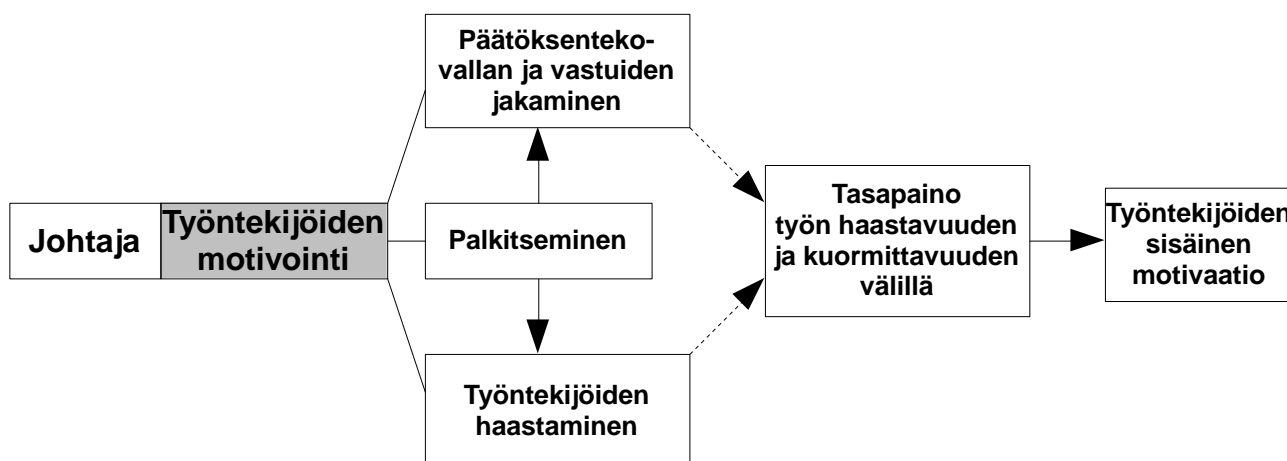 Päätöksenteko-
vallan ja vastuiden
jakaminen
Johtaja
Työntekijöiden
motivointi
Palkitseminen
Tasapaino
työn haastavuuden
ja kuormittavuuden
välillä
Työntekijöiden
sisäinen
motivaatio
Työntekijöiden
haastaminen